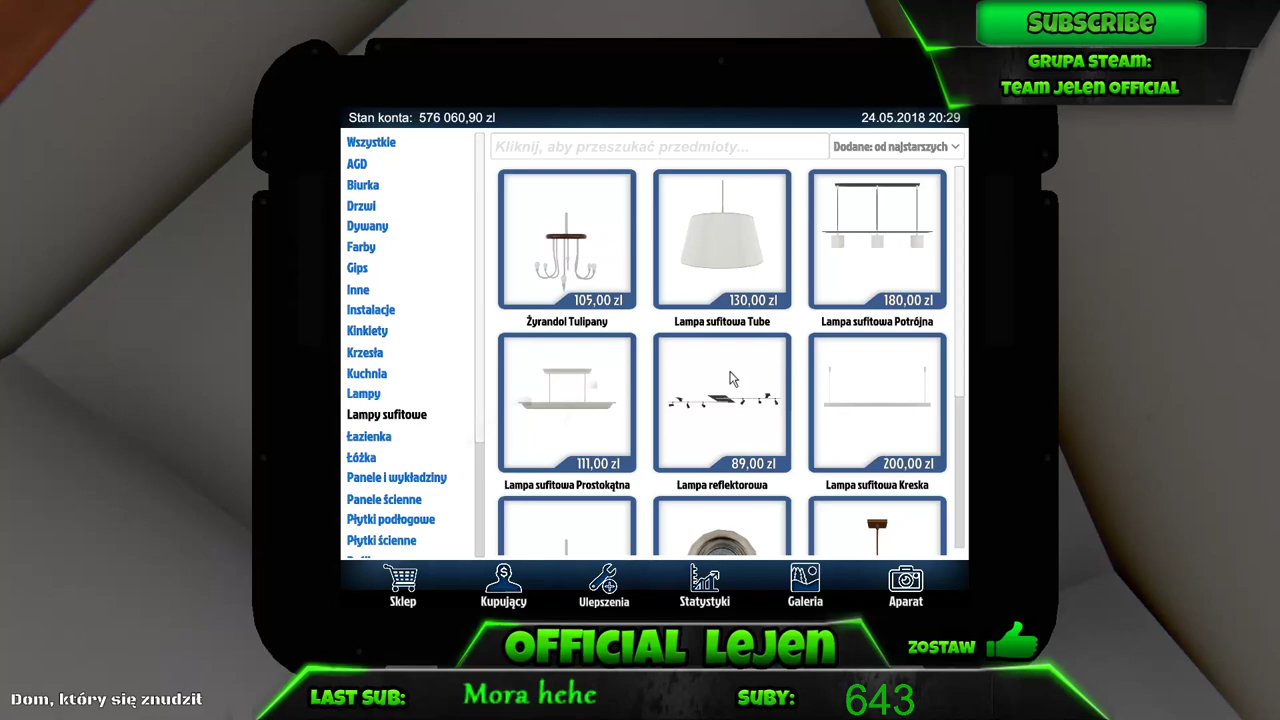 SUBSCRIBE
GRUPA STEAM:
TEAM JELEN OFFICIAL
Stan konta: 576 060,90 zl
24.05.2018 20:29
Kliknij, aby przeszukać przedmioty...
Dodane: od najstarszych
Wszystkie
AGD
Biurka
Drzwi
Dywany
Farby
Gips
Inne
Instalacje
Kinkiety
Krzesła
Kuchnia
Lampy
Lampy sufitowe
Łazienka
Łóżka
Panele i wykładziny
Panele ścienne
Płytki podłogowe
Płytki ścienne
105,00 zl
130,00 zl
180,00 zl
Żyrandol Tulipany
Lampa sufitowa Tube
Lampa sufitowa Potrójna
111,00 zl
89,00 zl
200,00 zl
Lampa sufitowa Prostokątna
Lampa reflektorowa
Lampa sufitowa Kreska
Sklep
Kupujący
Ulepszenia
Statystyki
Galeria
Aparat
OFFICIAL LEJEN
ZOSTAW
Dom, który się znudził
LAST SUB:
Mora hehe
SUBY:
643